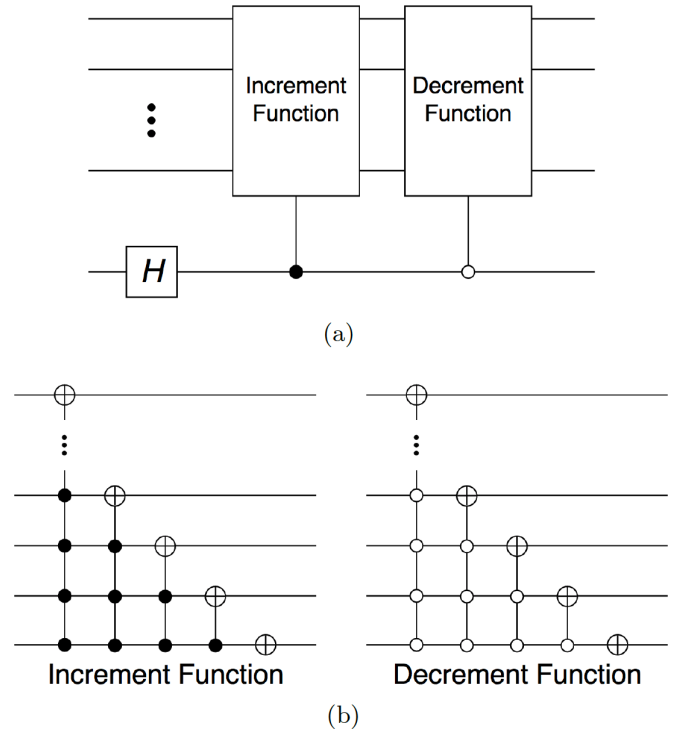 Increment
Function
Decrement
Function
H
(a)
Increment Function
Decrement Function
(b)